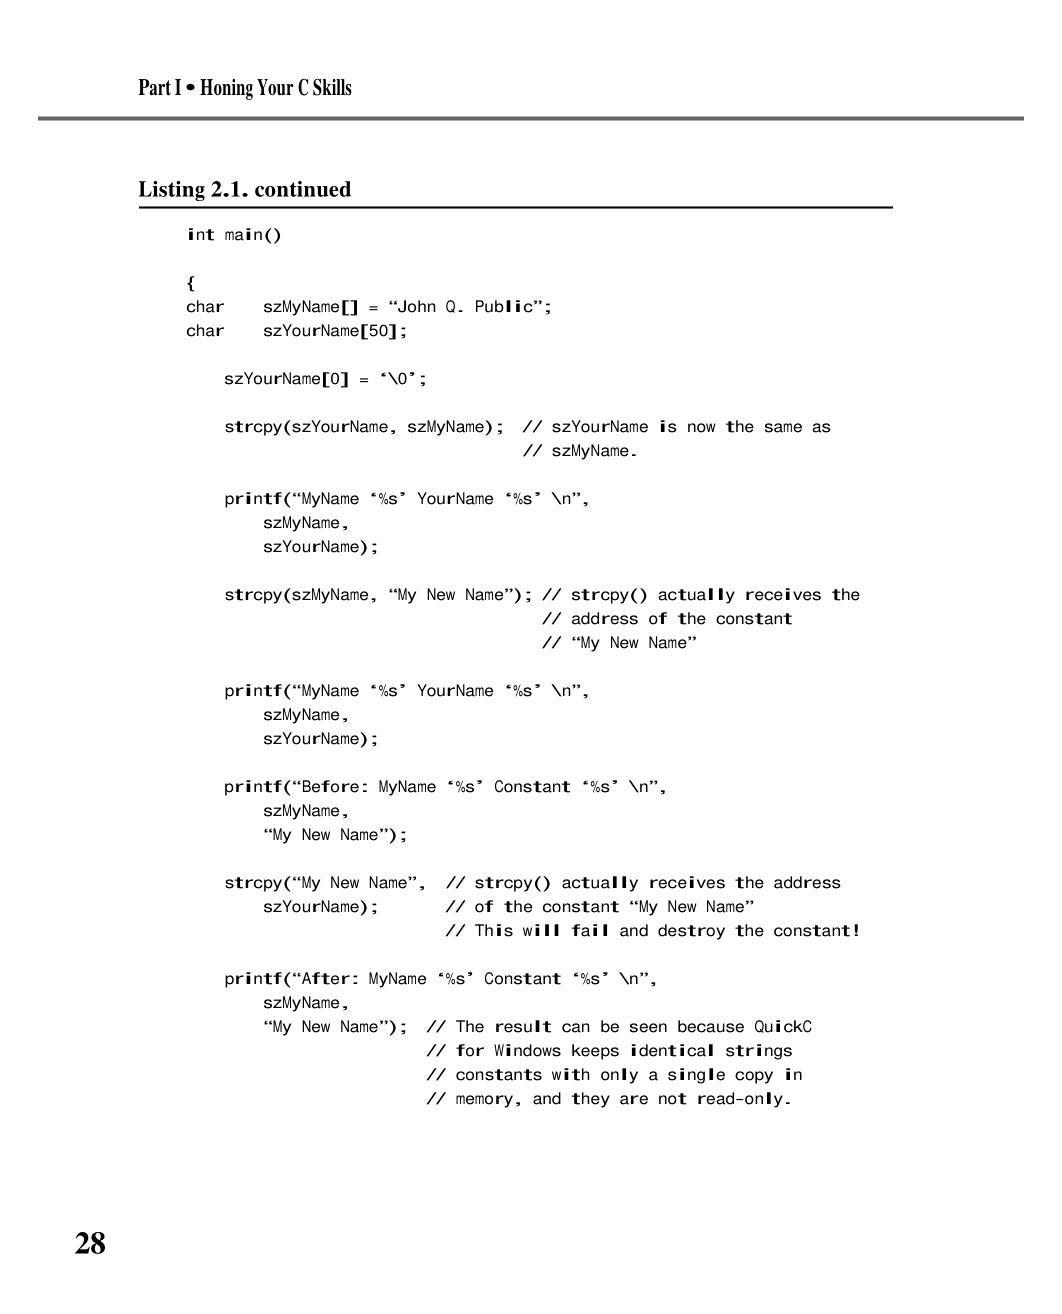 Part I • Honing Your C Skills
Listing 2.1. continued
int main()
{
char    szMyName[] = “John Q. Public”;
char    szYourName[50];
szYourName[0] = ‘\0’;
strcpy(szYourName, szMyName);  // szYourName is now the same as
// szMyName.
printf(“MyName ‘%s’ YourName ‘%s’ \n”,
szMyName,
szYourName);
strcpy(szMyName, “My New Name”); // strcpy() actually receives the
// address of the constant
// “My New Name”
printf(“MyName ‘%s’ YourName ‘%s’ \n”,
szMyName,
szYourName);
printf(“Before: MyName ‘%s’ Constant ‘%s’ \n”,
szMyName,
“My New Name”);
strcpy(“My New Name”,  // strcpy() actually receives the address
szYourName);       // of the constant “My New Name”
// This will fail and destroy the constant!
printf(“After: MyName ‘%s’ Constant ‘%s’ \n”,
szMyName,
“My New Name”);  // The result can be seen because QuickC
// for Windows keeps identical strings
// constants with only a single copy in
// memory, and they are not read-only.
28